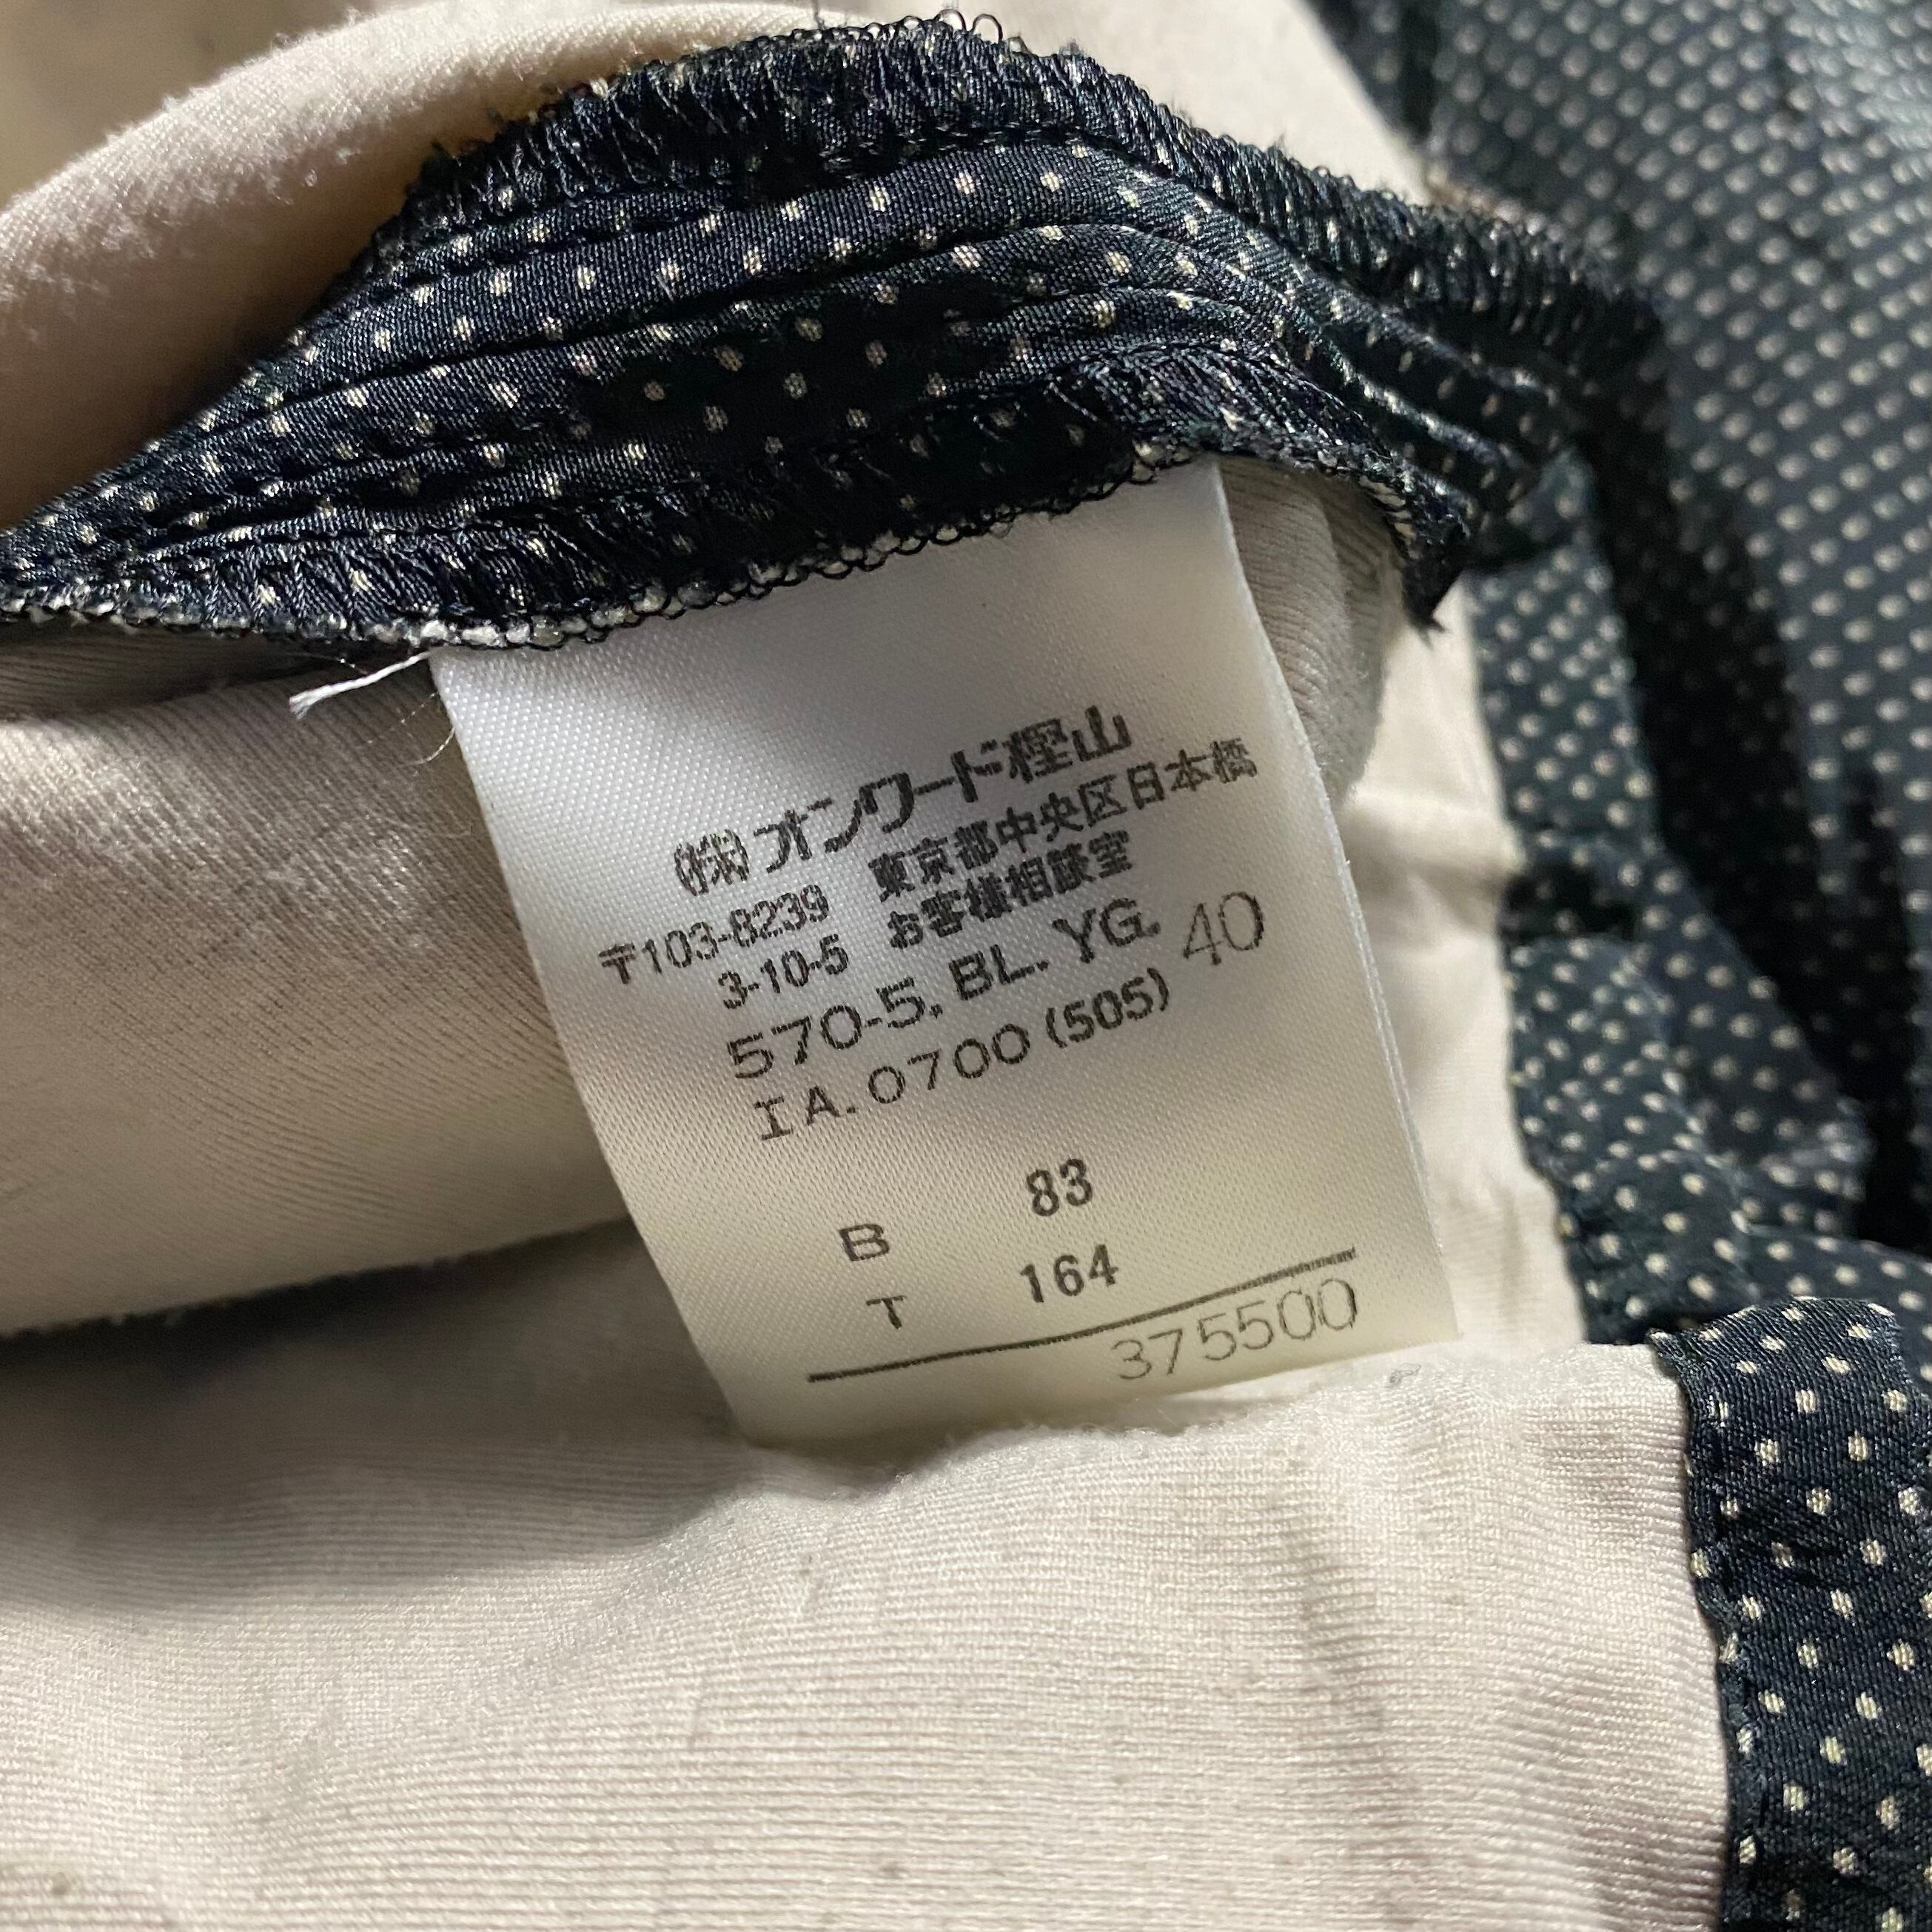 ㈱オンワード樫山
〒103-8239 東京都中央区日本橋
3-10-5 お客様相談室
570-5. BL. YG. 40
IA.0700 (505)
B 83
T 164
375500